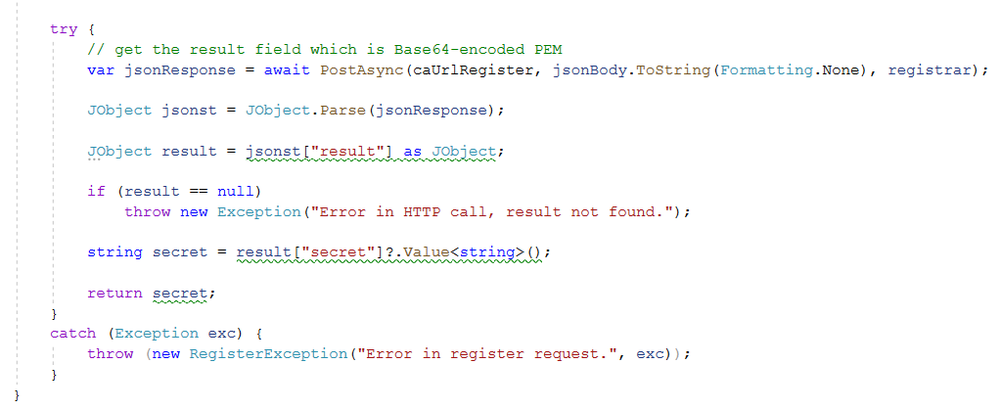 try {
// get the result field which is Base64-encoded PEM
var jsonResponse = await PostAsync(caUrlRegister, jsonBody.ToString(Formatting.None), registrar);
JObject jsonst = JObject.Parse(jsonResponse);
JObject result = jsonst["result"] as JObject;
if (result == null)
throw new Exception("Error in HTTP call, result not found.");
string secret = result["secret"]?.Value<string>();
return secret;
}
catch (Exception exc) {
throw (new RegisterException("Error in register request.", exc));
}
}